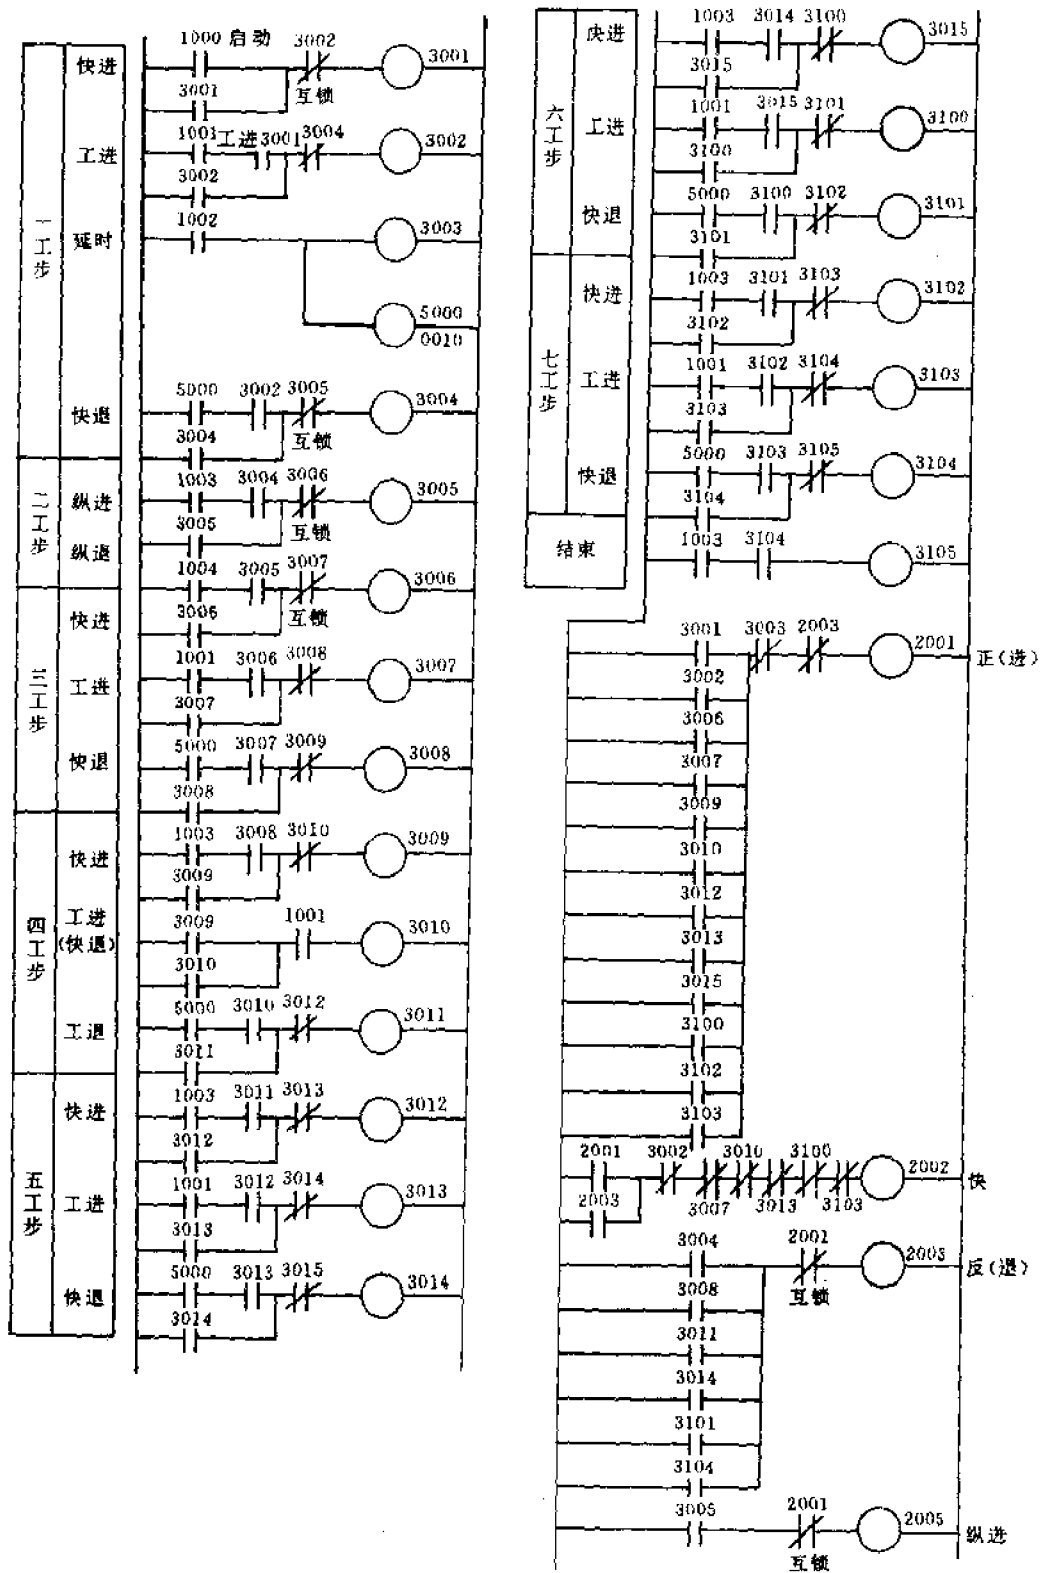 1000 启动 3002
快进
3001
3001
互锁
1001 工进 3001 3004
工进
3002
3002
一工步
1002
延时
3003
5000
0010
5000 3002 3005
快退
3004
3004
互锁
二工步
1003 3004 3006
纵进
3005
3005
互锁
纵退
1004 3005 3007
3006
3006
互锁
三工步
快进
1001 3006 3008
工进
3007
3007
5000 3007 3009
快退
3008
3008
四工步
1003 3008 3010
快进
3009
3009
工进
(快退)
3009 1001
3010
3010
5000 3010 3012
工退
3011
3011
五工步
1003 3011 3013
快进
3012
3012
1001 3012 3014
工进
3013
3013
5000 3013 3015
快退
3014
3014
六工步
1003 3014 3100
快进
3015
3015
1001 3015 3101
工进
3100
3100
5000 3100 3102
快退
3101
3101
七工步
1003 3101 3103
快进
3102
3102
1001 3102 3104
工进
3103
3103
5000 3103 3105
快退
3104
3104
结束
1003 3104
3105
3001 3003 2003
2001
正(进)
3002
3006
3007
3009
3010
3012
3013
3015
3100
3102
3103
2001 3002 3010 3100
2002
快
2003 3007 3013 3103
3004 2001
2003
反(退)
互锁
3008
3011
3014
3101
3104
3005 2001
2005
纵进
互锁